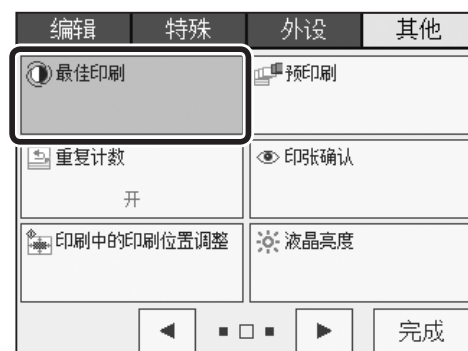 编辑 特殊 外设 其他
最佳印刷 预印刷
重复计数 印张确认
开
印刷中的印刷位置调整 液晶亮度
完成